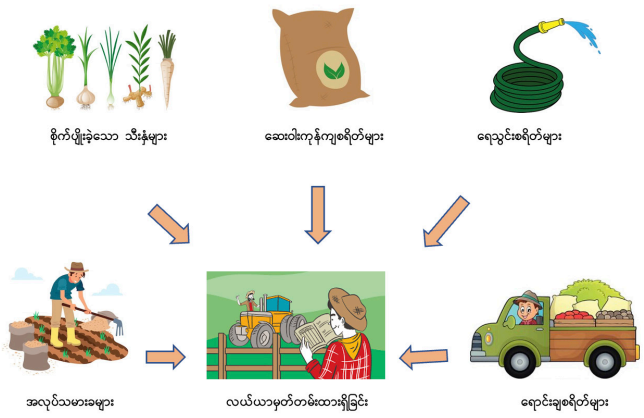 စိုက်ပျိုးခဲ့သော သီးနှံများ
ဆေးဝါးကုန်ကျစရိတ်များ
ရေသွင်းစရိတ်များ
အလုပ်သမားခများ
လယ်ယာမှတ်တမ်းထားရှိခြင်း
ရောင်းချစရိတ်များ